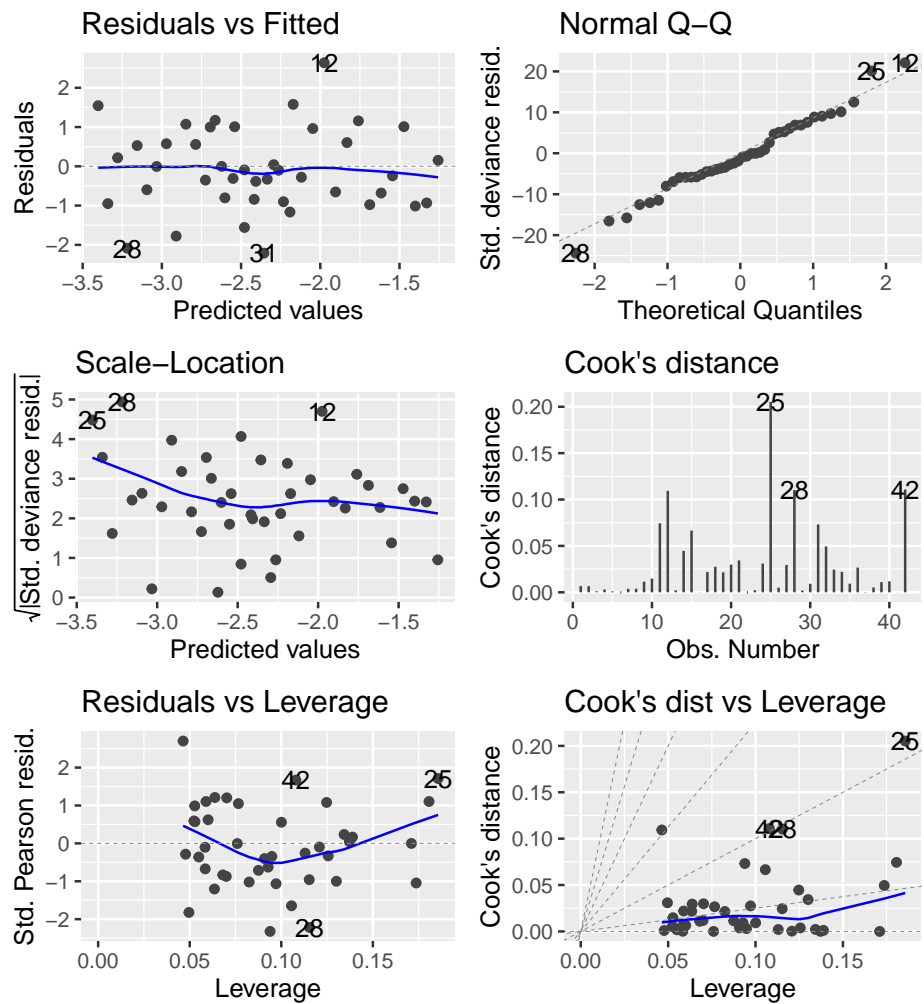 Residuals vs Fitted
Residuals
2
1
0
−1
−2
12
28
31
−3.5 −3.0 −2.5 −2.0 −1.5
Predicted values
Normal Q−Q
Std. deviance resid.
20
10
0
−10
−20
25 12
28
−2 −1 0 1 2
Theoretical Quantiles
Scale−Location
√|Std. deviance resid.|
5
4
3
2
1
0
28
25
12
−3.5 −3.0 −2.5 −2.0 −1.5
Predicted values
Cook's distance
Cook's distance
0.20
0.15
0.10
0.05
0.00
25
28
42
0 10 20 30 40
Obs. Number
Residuals vs Leverage
Std. Pearson resid.
2
1
0
−1
−2
42
25
28
0.00 0.05 0.10 0.15
Leverage
Cook's dist vs Leverage
Cook's distance
0.20
0.15
0.10
0.05
0.00
25
42
28
0.00 0.05 0.10 0.15
Leverage